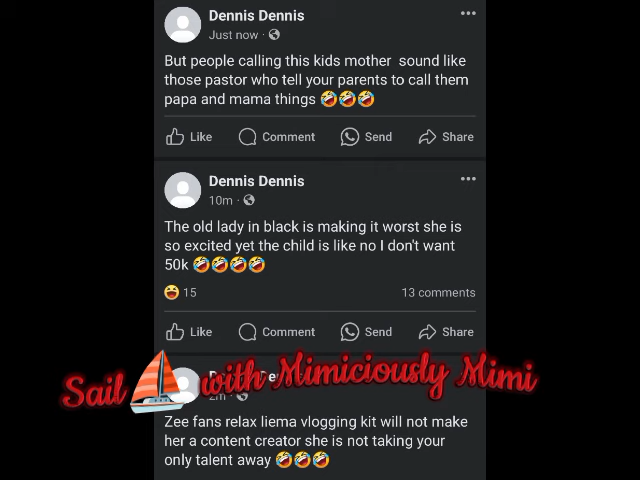 Dennis Dennis
Just now ·
But people calling this kids mother sound like
those pastor who tell your parents to call them
papa and mama things 🤣🤣🤣
Like Comment Send Share
Dennis Dennis
10m ·
The old lady in black is making it worst she is
so excited yet the child is like no I don't want
50k 🤣🤣🤣🤣
15 13 comments
Like Comment Send Share
Sail ⛵ with Mimiciously Mimi
2m ·
Zee fans relax liema vlogging kit will not make
her a content creator she is not taking your
only talent away 🤣🤣🤣